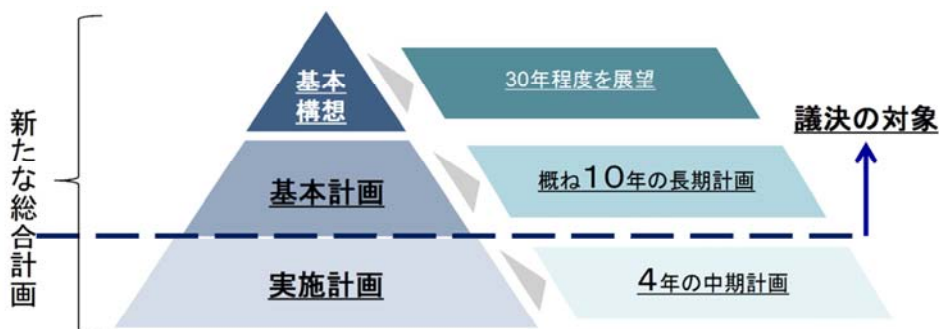 新たな総合計画
基本
構想
30年程度を展望
議決の対象
基本計画
概ね10年の長期計画
実施計画
4年の中期計画